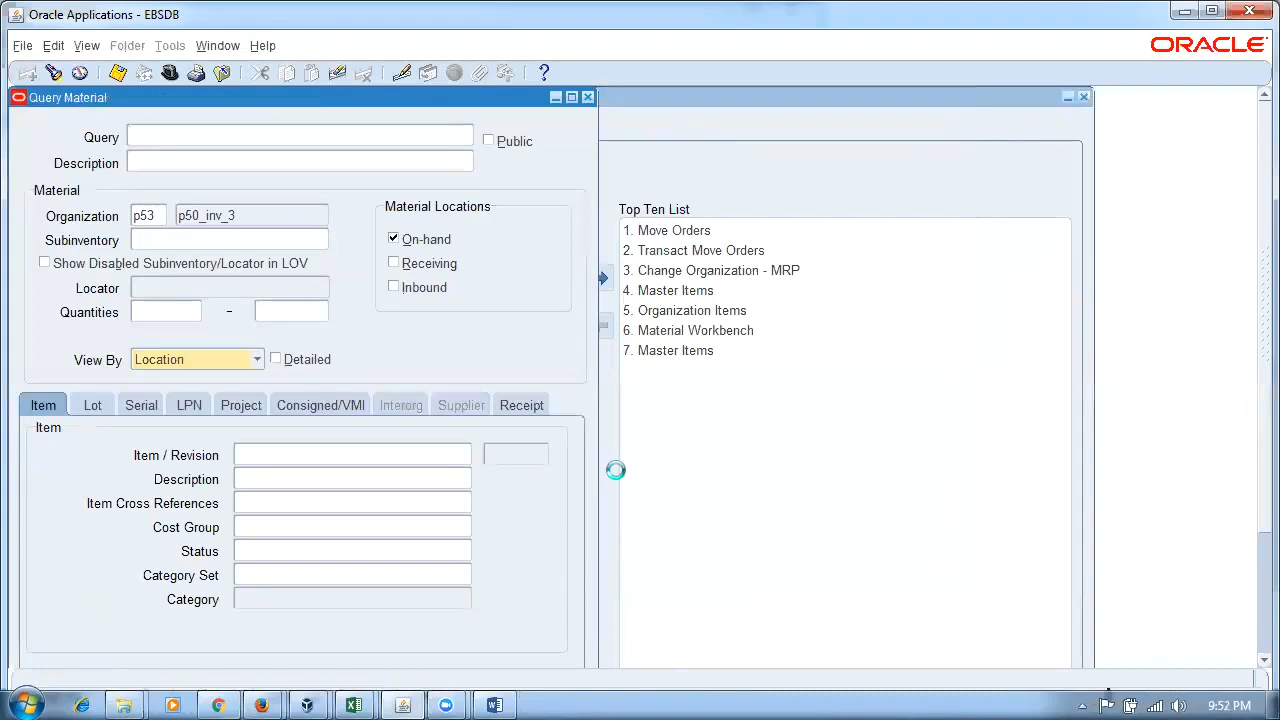 Oracle Applications - EBSDB
File Edit View Folder Tools Window Help
ORACLE
Query Material
Query
Public
Description
Material
Organization p53 p50_inv_3
Subinventory
Show Disabled Subinventory/Locator in LOV
Locator
Quantities -
View By Location Detailed
Material Locations
On-hand
Receiving
Inbound
Item Lot Serial LPN Project Consigned/VMI Interorg Supplier Receipt
Item
Item / Revision
Description
Item Cross References
Cost Group
Status
Category Set
Category
Top Ten List
1. Move Orders
2. Transact Move Orders
3. Change Organization - MRP
4. Master Items
5. Organization Items
6. Material Workbench
7. Master Items
9:52 PM